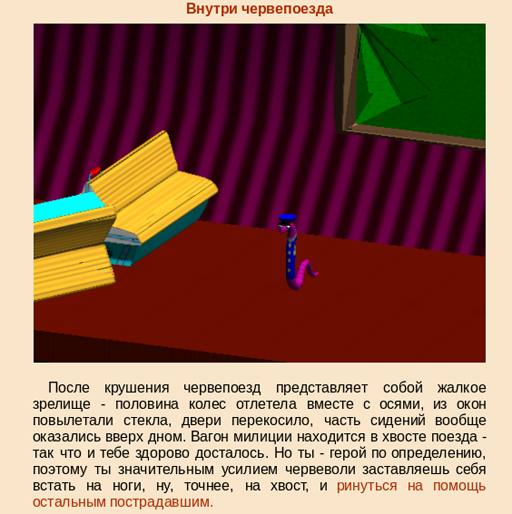 Внутри червепоезда
После крушения червепоезд представляет собой жалкое
зрелище - половина колес отлетела вместе с осями, из окон
повылетали стекла, двери перекосило, часть сидений вообще
оказались вверх дном. Вагон милиции находится в хвосте поезда -
так что и тебе здорово досталось. Но ты - герой по определению,
поэтому ты значительным усилием червеволи заставляешь себя
встать на ноги, ну, точнее, на хвост, и ринуться на помощь
остальным пострадавшим.